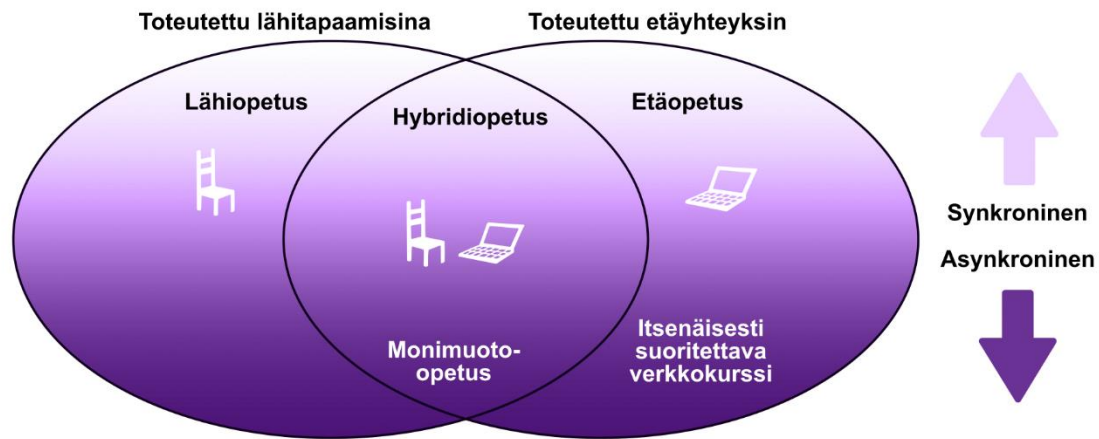 Toteutettu lähitapaamisina
Toteutettu etäyhteyksin
Lähiopetus
Hybridiopetus
Etäopetus
Synkroninen
Asynkroninen
Monimuoto-
opetus
Itsenäisesti
suoritettava
verkkokurssi